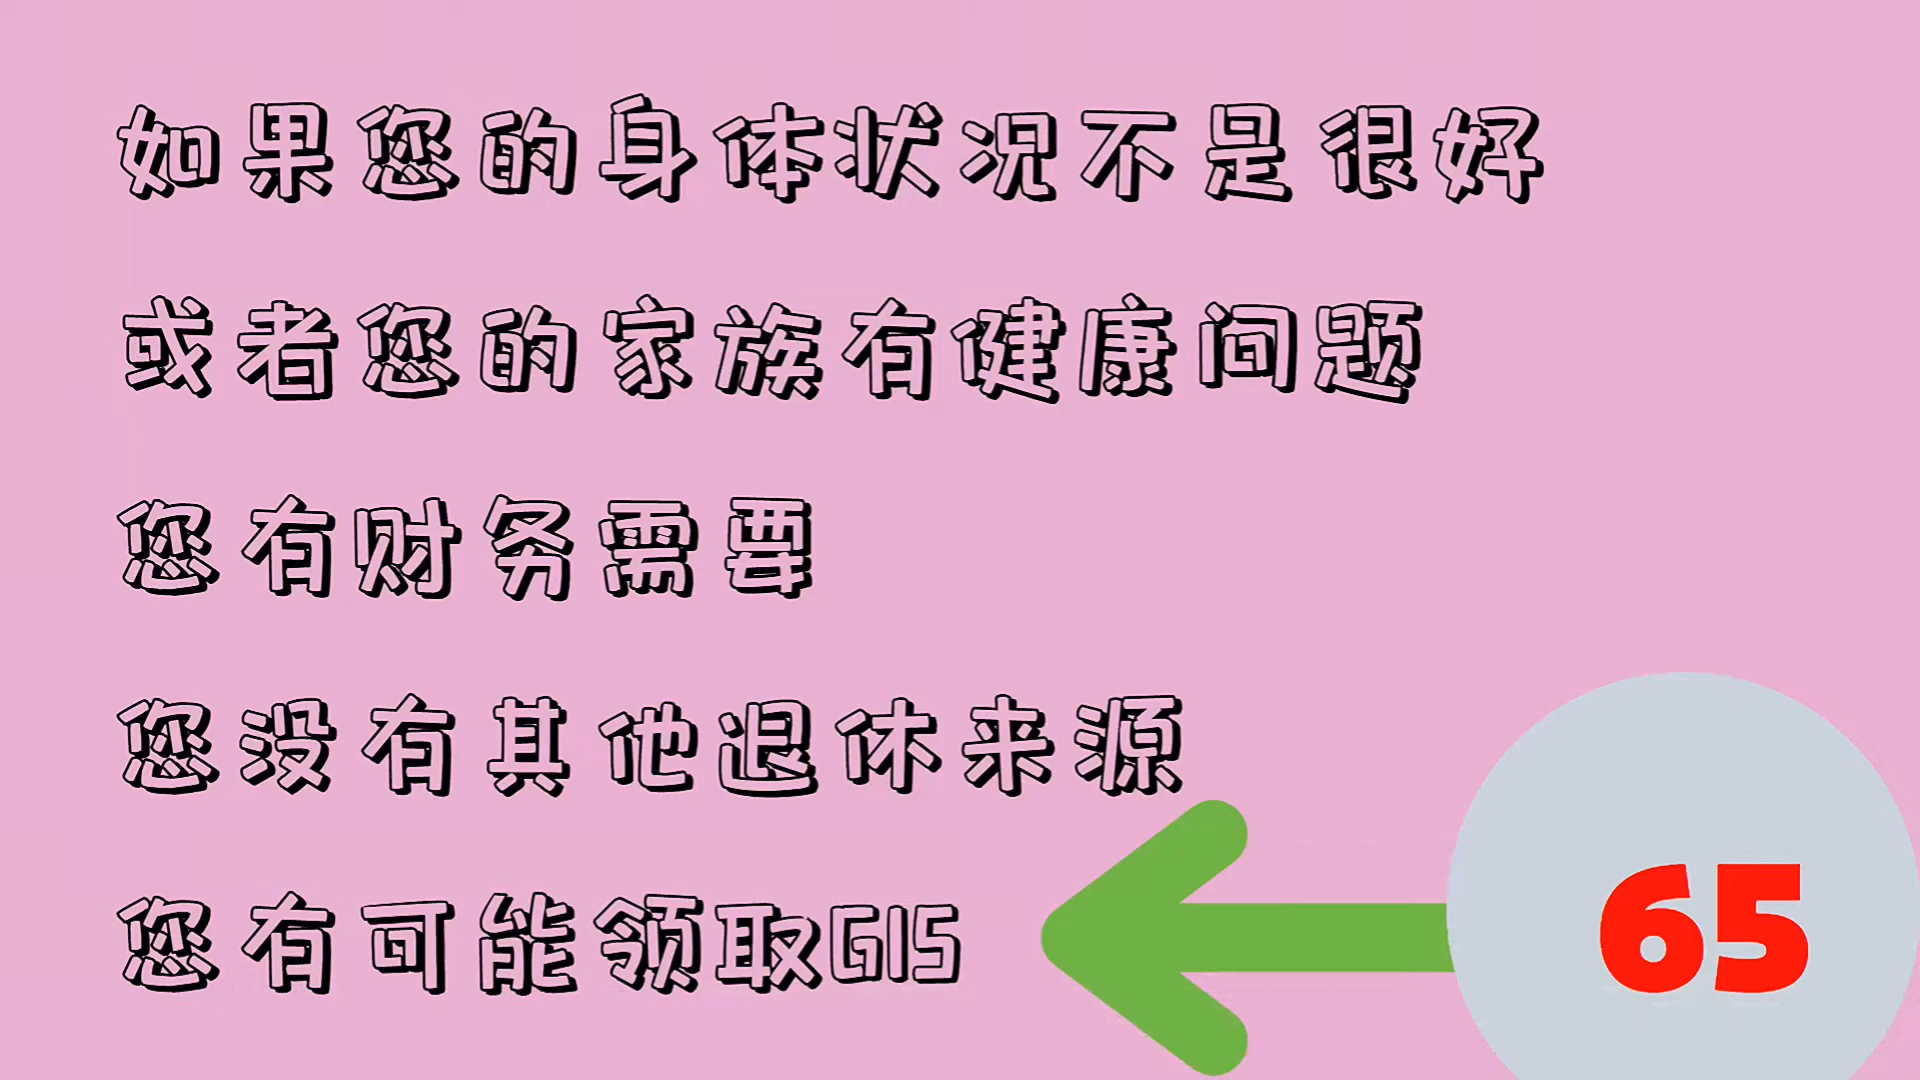 如果您的身体状况不是很好
或者您的家族有健康问题
您有财务需要
您没有其他退休来源
您有可能领取GIS
65